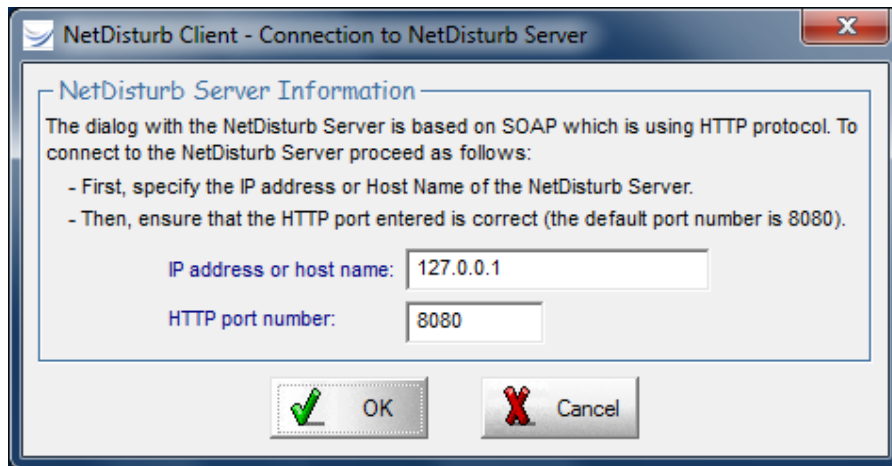 NetDisturb Client - Connection to NetDisturb Server
NetDisturb Server Information
The dialog with the NetDisturb Server is based on SOAP which is using HTTP protocol. To
connect to the NetDisturb Server proceed as follows:
- First, specify the IP address or Host Name of the NetDisturb Server.
- Then, ensure that the HTTP port entered is correct (the default port number is 8080).
IP address or host name: 127.0.0.1
HTTP port number: 8080
OK Cancel